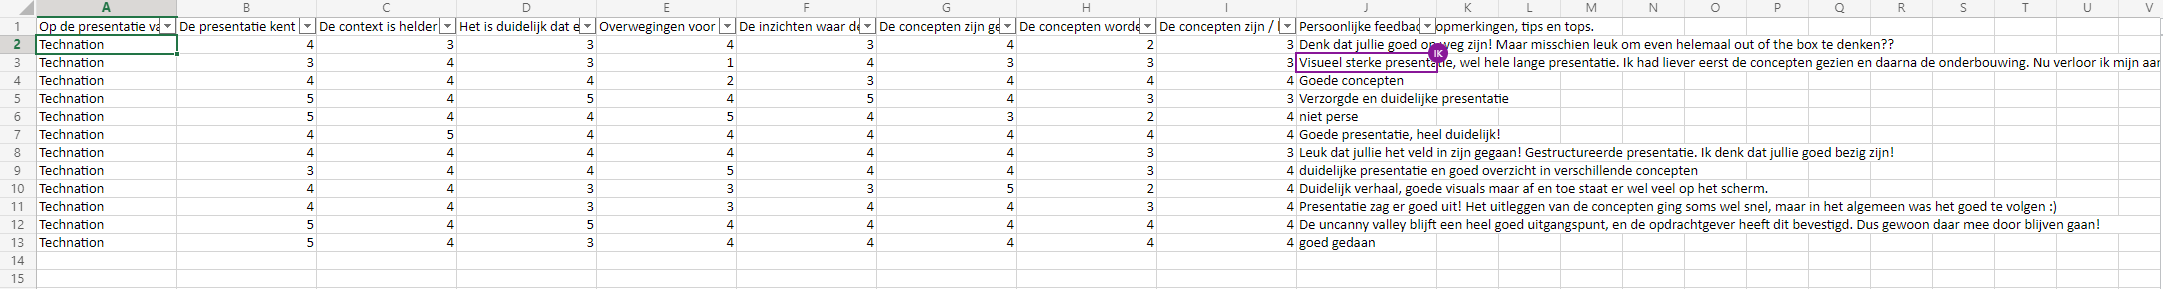 A B C D E F G H I J K L M N O P Q R S T U V
1 Op de presentatie va De presentatie kent De context is helder Het is duidelijk dat e Overwegingen voor De inzichten waar de De concepten zijn ge De concepten worde De concepten zijn / Persoonlijke feedbac opmerkingen, tips en tops.
2 Technation 4 3 3 4 3 4 2 3 Denk dat jullie goed op weg zijn! Maar misschien leuk om even helemaal out of the box te denken??
IK
3 Technation 3 4 3 1 4 3 3 3 Visueel sterke presentatie, wel hele lange presentatie. Ik had liever eerst de concepten gezien en daarna de onderbouwing. Nu verloor ik mijn aan
4 Technation 4 4 4 2 3 4 4 4 Goede concepten
5 Technation 5 4 5 4 5 4 3 3 Verzorgde en duidelijke presentatie
6 Technation 5 4 4 5 4 3 2 4 niet perse
7 Technation 4 5 4 4 4 4 4 4 Goede presentatie, heel duidelijk!
8 Technation 4 4 4 4 4 4 3 3 Leuk dat jullie het veld in zijn gegaan! Gestructureerde presentatie. Ik denk dat jullie goed bezig zijn!
9 Technation 3 4 4 5 4 4 3 4 duidelijke presentatie en goed overzicht in verschillende concepten
10 Technation 4 4 3 3 3 5 2 4 Duidelijk verhaal, goede visuals maar af en toe staat er wel veel op het scherm.
11 Technation 4 4 3 3 4 4 3 4 Presentatie zag er goed uit! Het uitleggen van de concepten ging soms wel snel, maar in het algemeen was het goed te volgen :)
12 Technation 5 4 5 4 4 4 4 4 De uncanny valley blijft een heel goed uitgangspunt, en de opdrachtgever heeft dit bevestigd. Dus gewoon daar mee door blijven gaan!
13 Technation 5 4 3 4 4 4 4 4 goed gedaan
14
15